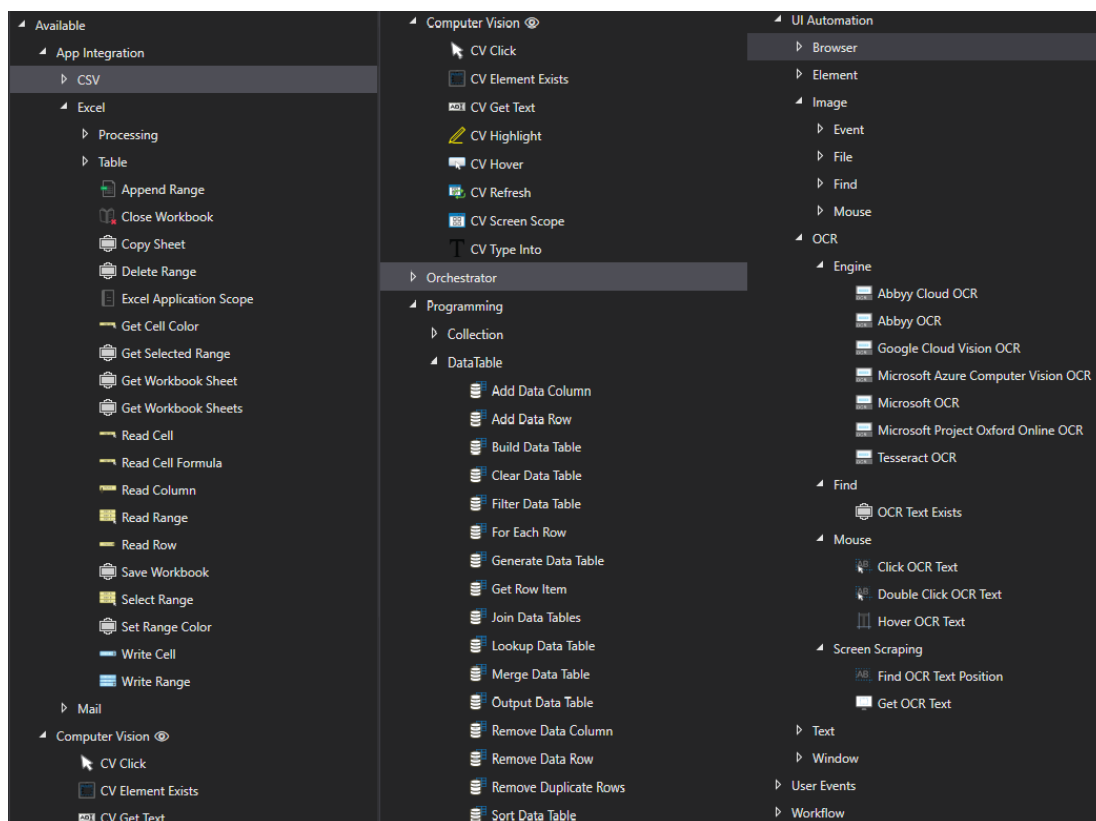 Available
App Integration
CSV
Excel
Processing
Table
Append Range
Close Workbook
Copy Sheet
Delete Range
Excel Application Scope
Get Cell Color
Get Selected Range
Get Workbook Sheet
Get Workbook Sheets
Read Cell
Read Cell Formula
Read Column
Read Range
Read Row
Save Workbook
Select Range
Set Range Color
Write Cell
Write Range
Mail
Computer Vision
CV Click
CV Element Exists
CV Get Text
Computer Vision
CV Click
CV Element Exists
CV Get Text
CV Highlight
CV Hover
CV Refresh
CV Screen Scope
CV Type Into
Orchestrator
Programming
Collection
DataTable
Add Data Column
Add Data Row
Build Data Table
Clear Data Table
Filter Data Table
For Each Row
Generate Data Table
Get Row Item
Join Data Tables
Lookup Data Table
Merge Data Table
Output Data Table
Remove Data Column
Remove Data Row
Remove Duplicate Rows
Sort Data Table
UI Automation
Browser
Element
Image
Event
File
Find
Mouse
OCR
Engine
Abbyy Cloud OCR
Abbyy OCR
Google Cloud Vision OCR
Microsoft Azure Computer Vision OCR
Microsoft OCR
Microsoft Project Oxford Online OCR
Tesseract OCR
Find
OCR Text Exists
Mouse
Click OCR Text
Double Click OCR Text
Hover OCR Text
Screen Scraping
Find OCR Text Position
Get OCR Text
Text
Window
User Events
Workflow